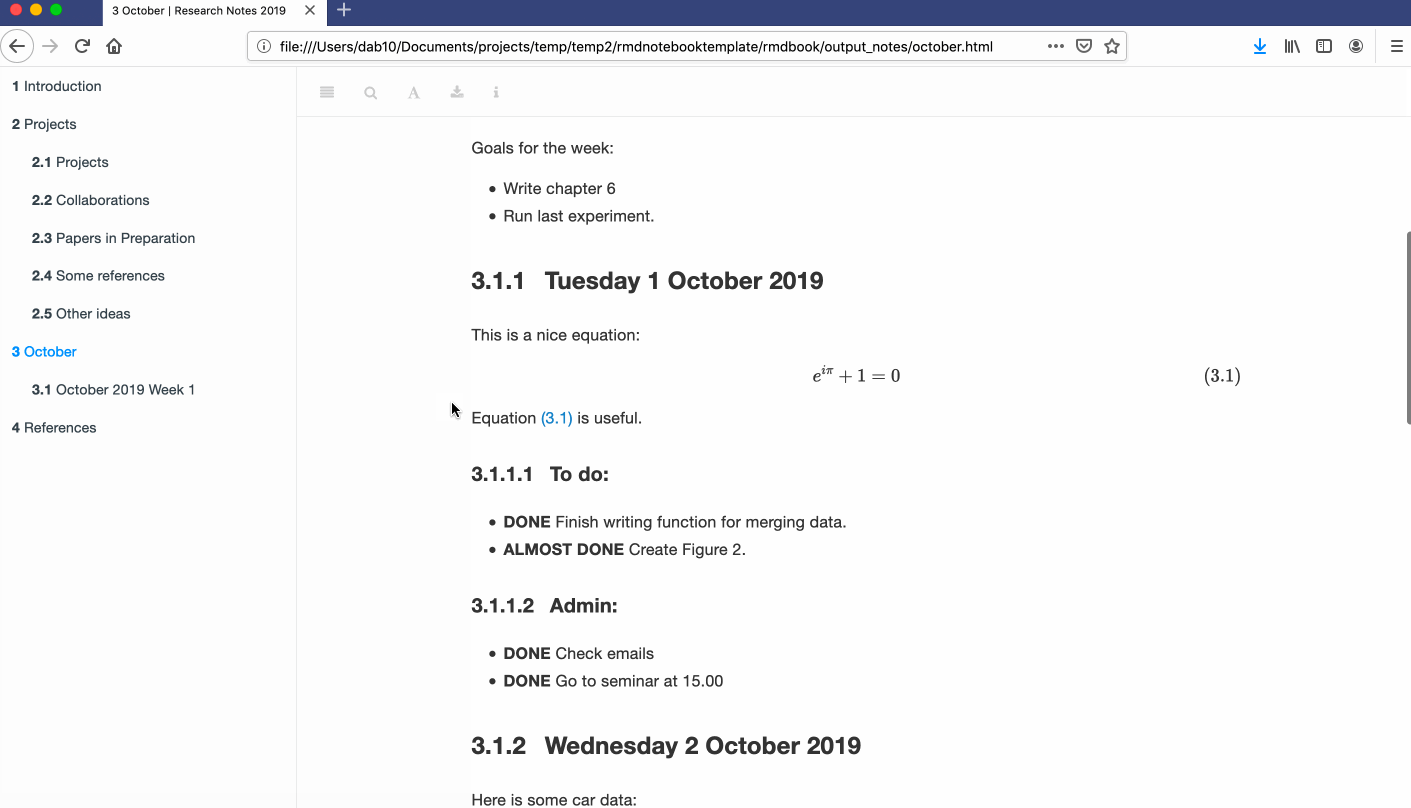 3 October | Research Notes 2019
file:///Users/dab10/Documents/projects/temp/temp2/rmdnotebooktemplate/rmdbook/output_notes/october.html
1 Introduction
2 Projects
2.1 Projects
2.2 Collaborations
2.3 Papers in Preparation
2.4 Some references
2.5 Other ideas
3 October
3.1 October 2019 Week 1
4 References
Goals for the week:
• Write chapter 6
• Run last experiment.
3.1.1 Tuesday 1 October 2019
This is a nice equation:
e^{iπ} + 1 = 0 (3.1)
Equation (3.1) is useful.
3.1.1.1 To do:
• DONE Finish writing function for merging data.
• ALMOST DONE Create Figure 2.
3.1.1.2 Admin:
• DONE Check emails
• DONE Go to seminar at 15.00
3.1.2 Wednesday 2 October 2019
Here is some car data: